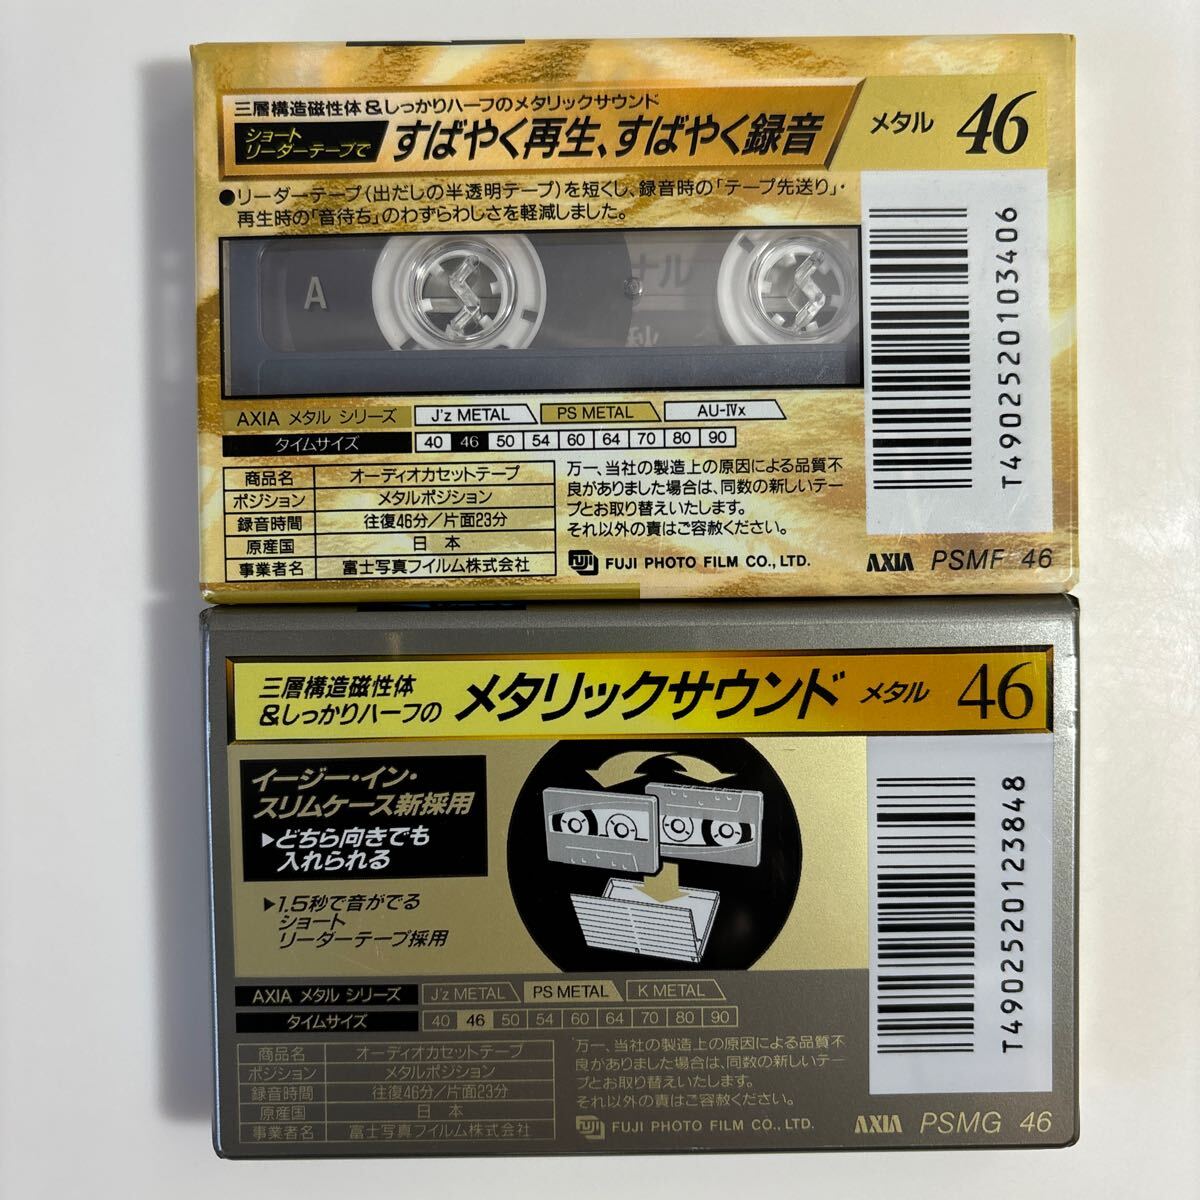 三層構造磁性体&しっかりハーフのメタリックサウンド
ショート
リーダーテープで
すばやく再生、すばやく録音
メタル 46
●リーダーテープ(出だしの半透明テープ)を短くし、録音時の「テープ先送り」・
再生時の「音待ち」のわずらわしさを軽減しました。
A
ナル
AXIA メタル シリーズ J'z METAL PS METAL AU-IVx
タイムサイズ 40 46 50 54 60 64 70 80 90
商品名 オーディオカセットテープ
ポジション メタルポジション
録音時間 往復46分/片面23分
原産国 日本
事業者名 富士写真フイルム株式会社
万一、当社の製造上の原因による品質不
良がありました場合は、同数の新しいテー
プとお取り替えいたします。
それ以外の責はご容赦ください。
FUJI FUJI PHOTO FILM CO., LTD.
T4902520103406
AXIA PSMF 46
三層構造磁性体
&しっかりハーフの
メタリックサウンド
メタル 46
イージー・イン・
スリムケース新採用
▶どちら向きでも
入れられる
▶1.5秒で音がでる
ショート
リーダーテープ採用
AXIA メタル シリーズ J'z METAL PS METAL K METAL
タイムサイズ 40 46 50 54 60 64 70 80 90
商品名 オーディオカセットテープ
ポジション メタルポジション
録音時間 往復46分/片面23分
原産国 日本
事業者名 富士写真フイルム株式会社
万一、当社の製造上の原因による品質不
良がありました場合は、同数の新しいテー
プとお取り替えいたします。
それ以外の責はご容赦ください。
FUJI FUJI PHOTO FILM CO., LTD.
T4902520123848
AXIA PSMG 46